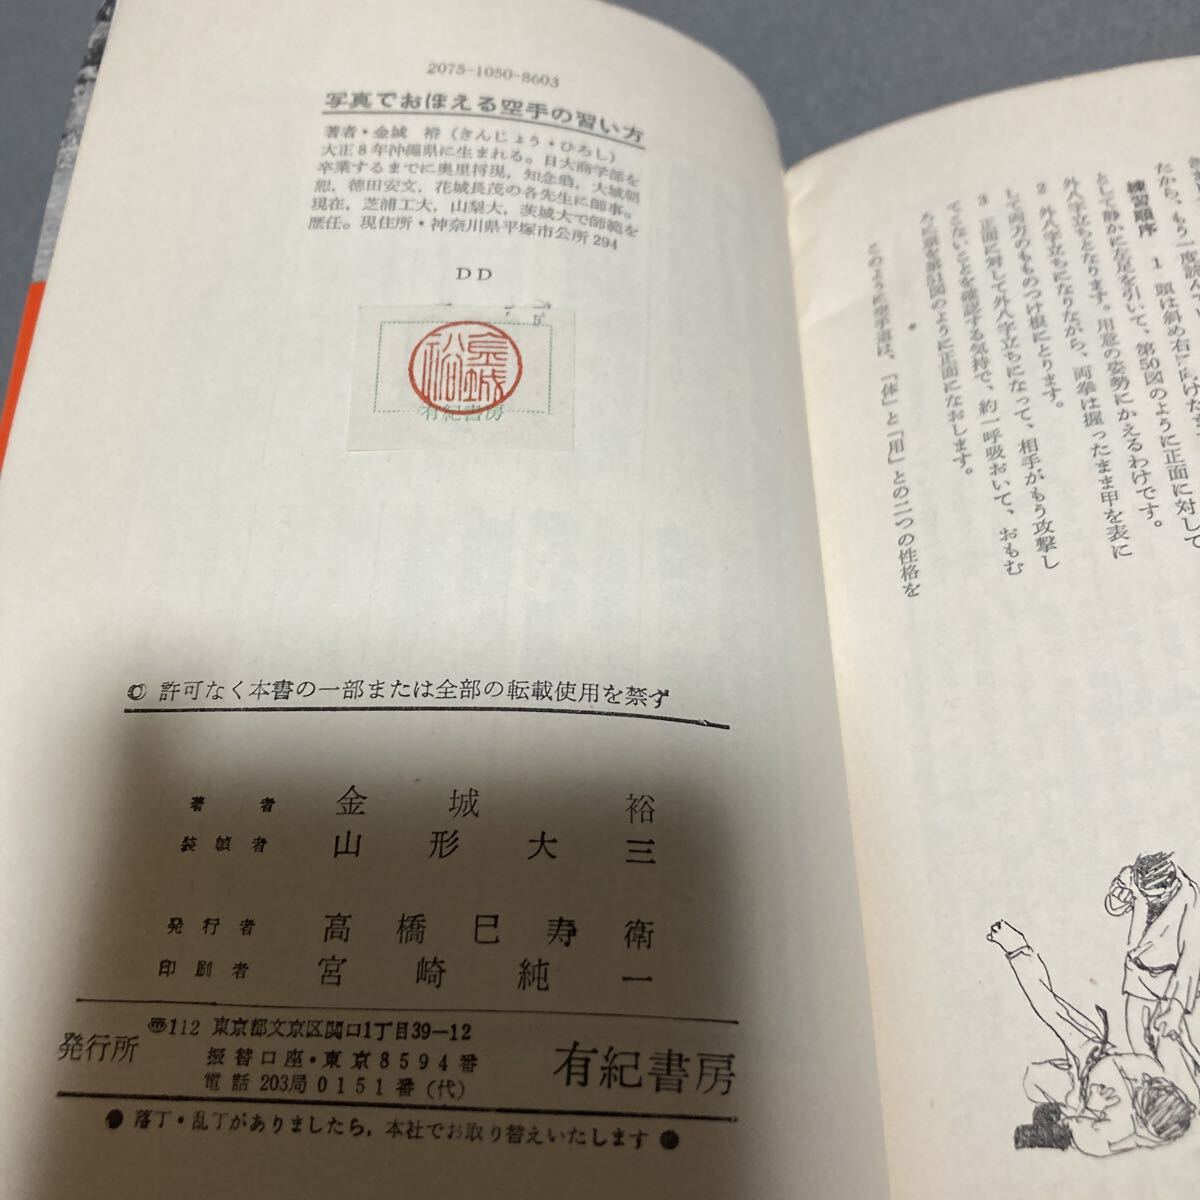 2075-1050-8603
写真でおぼえる空手の習い方
著者・金城 裕（きんじょう・ひろし）
大正8年沖縄県に生まれる。日大商学部を
卒業するまでに奥里将現，知念翁，大城朝
恕，徳田安文，花城長茂の各先生に師事。
現在，芝浦工大，山梨大，茨城大で師範を
歴任。現住所・神奈川県平塚市公所 294
DD
金城裕
有紀書房
© 許可なく本書の一部または全部の転載使用を禁ず
著者 金城 裕
装幀者 山形大三
発行者 高橋巳寿衛
印刷者 宮崎純一
発行所
〠112 東京都文京区関口1丁目39-12
振替口座・東京8594番
電話 203局 0151番（代）
有紀書房
● 落丁・乱丁がありましたら，本社でお取り替えいたします ●
だから、もう一度読んで
練習順序 1 頭は斜め右に向けたま
として静かに左足を引いて、第50図のように正面に対して
外八字立ちとなります。用意の姿勢にかえるわけです。
2 外八字立ちになりながら、両拳は握ったまま甲を表に
して両方のもものつけ根にとります。
3 正面に対して外八字立ちになって、相手がもう攻撃し
てこないことを確認する気持で、約一呼吸おいて、おもむ
ろに頭を第51図のように正面になおします。
*
このように空手道は、「体」と「用」との二つの性格を